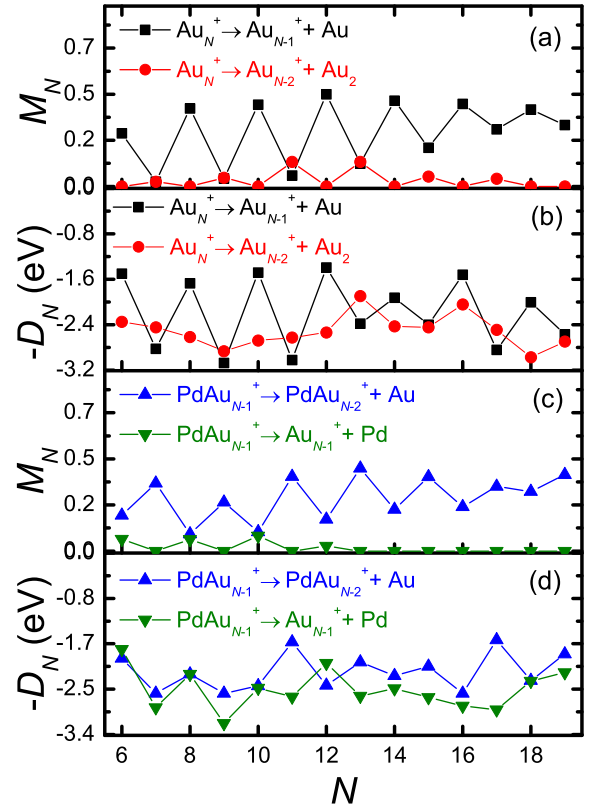 Au_N^+ → Au_{N-1}^+ + Au
(a)
Au_N^+ → Au_{N-2}^+ + Au_2
M_N
0.7
0.5
0.2
0.0
Au_N^+ → Au_{N-1}^+ + Au
(b)
Au_N^+ → Au_{N-2}^+ + Au_2
-D_N (eV)
-0.8
-1.6
-2.4
-3.2
PdAu_{N-1}^+ → PdAu_{N-2}^+ + Au
(c)
PdAu_{N-1}^+ → Au_{N-1}^+ + Pd
M_N
0.7
0.5
0.2
0.0
PdAu_{N-1}^+ → PdAu_{N-2}^+ + Au
(d)
PdAu_{N-1}^+ → Au_{N-1}^+ + Pd
-D_N (eV)
-0.8
-1.7
-2.5
-3.4
6 8 10 12 14 16 18
N